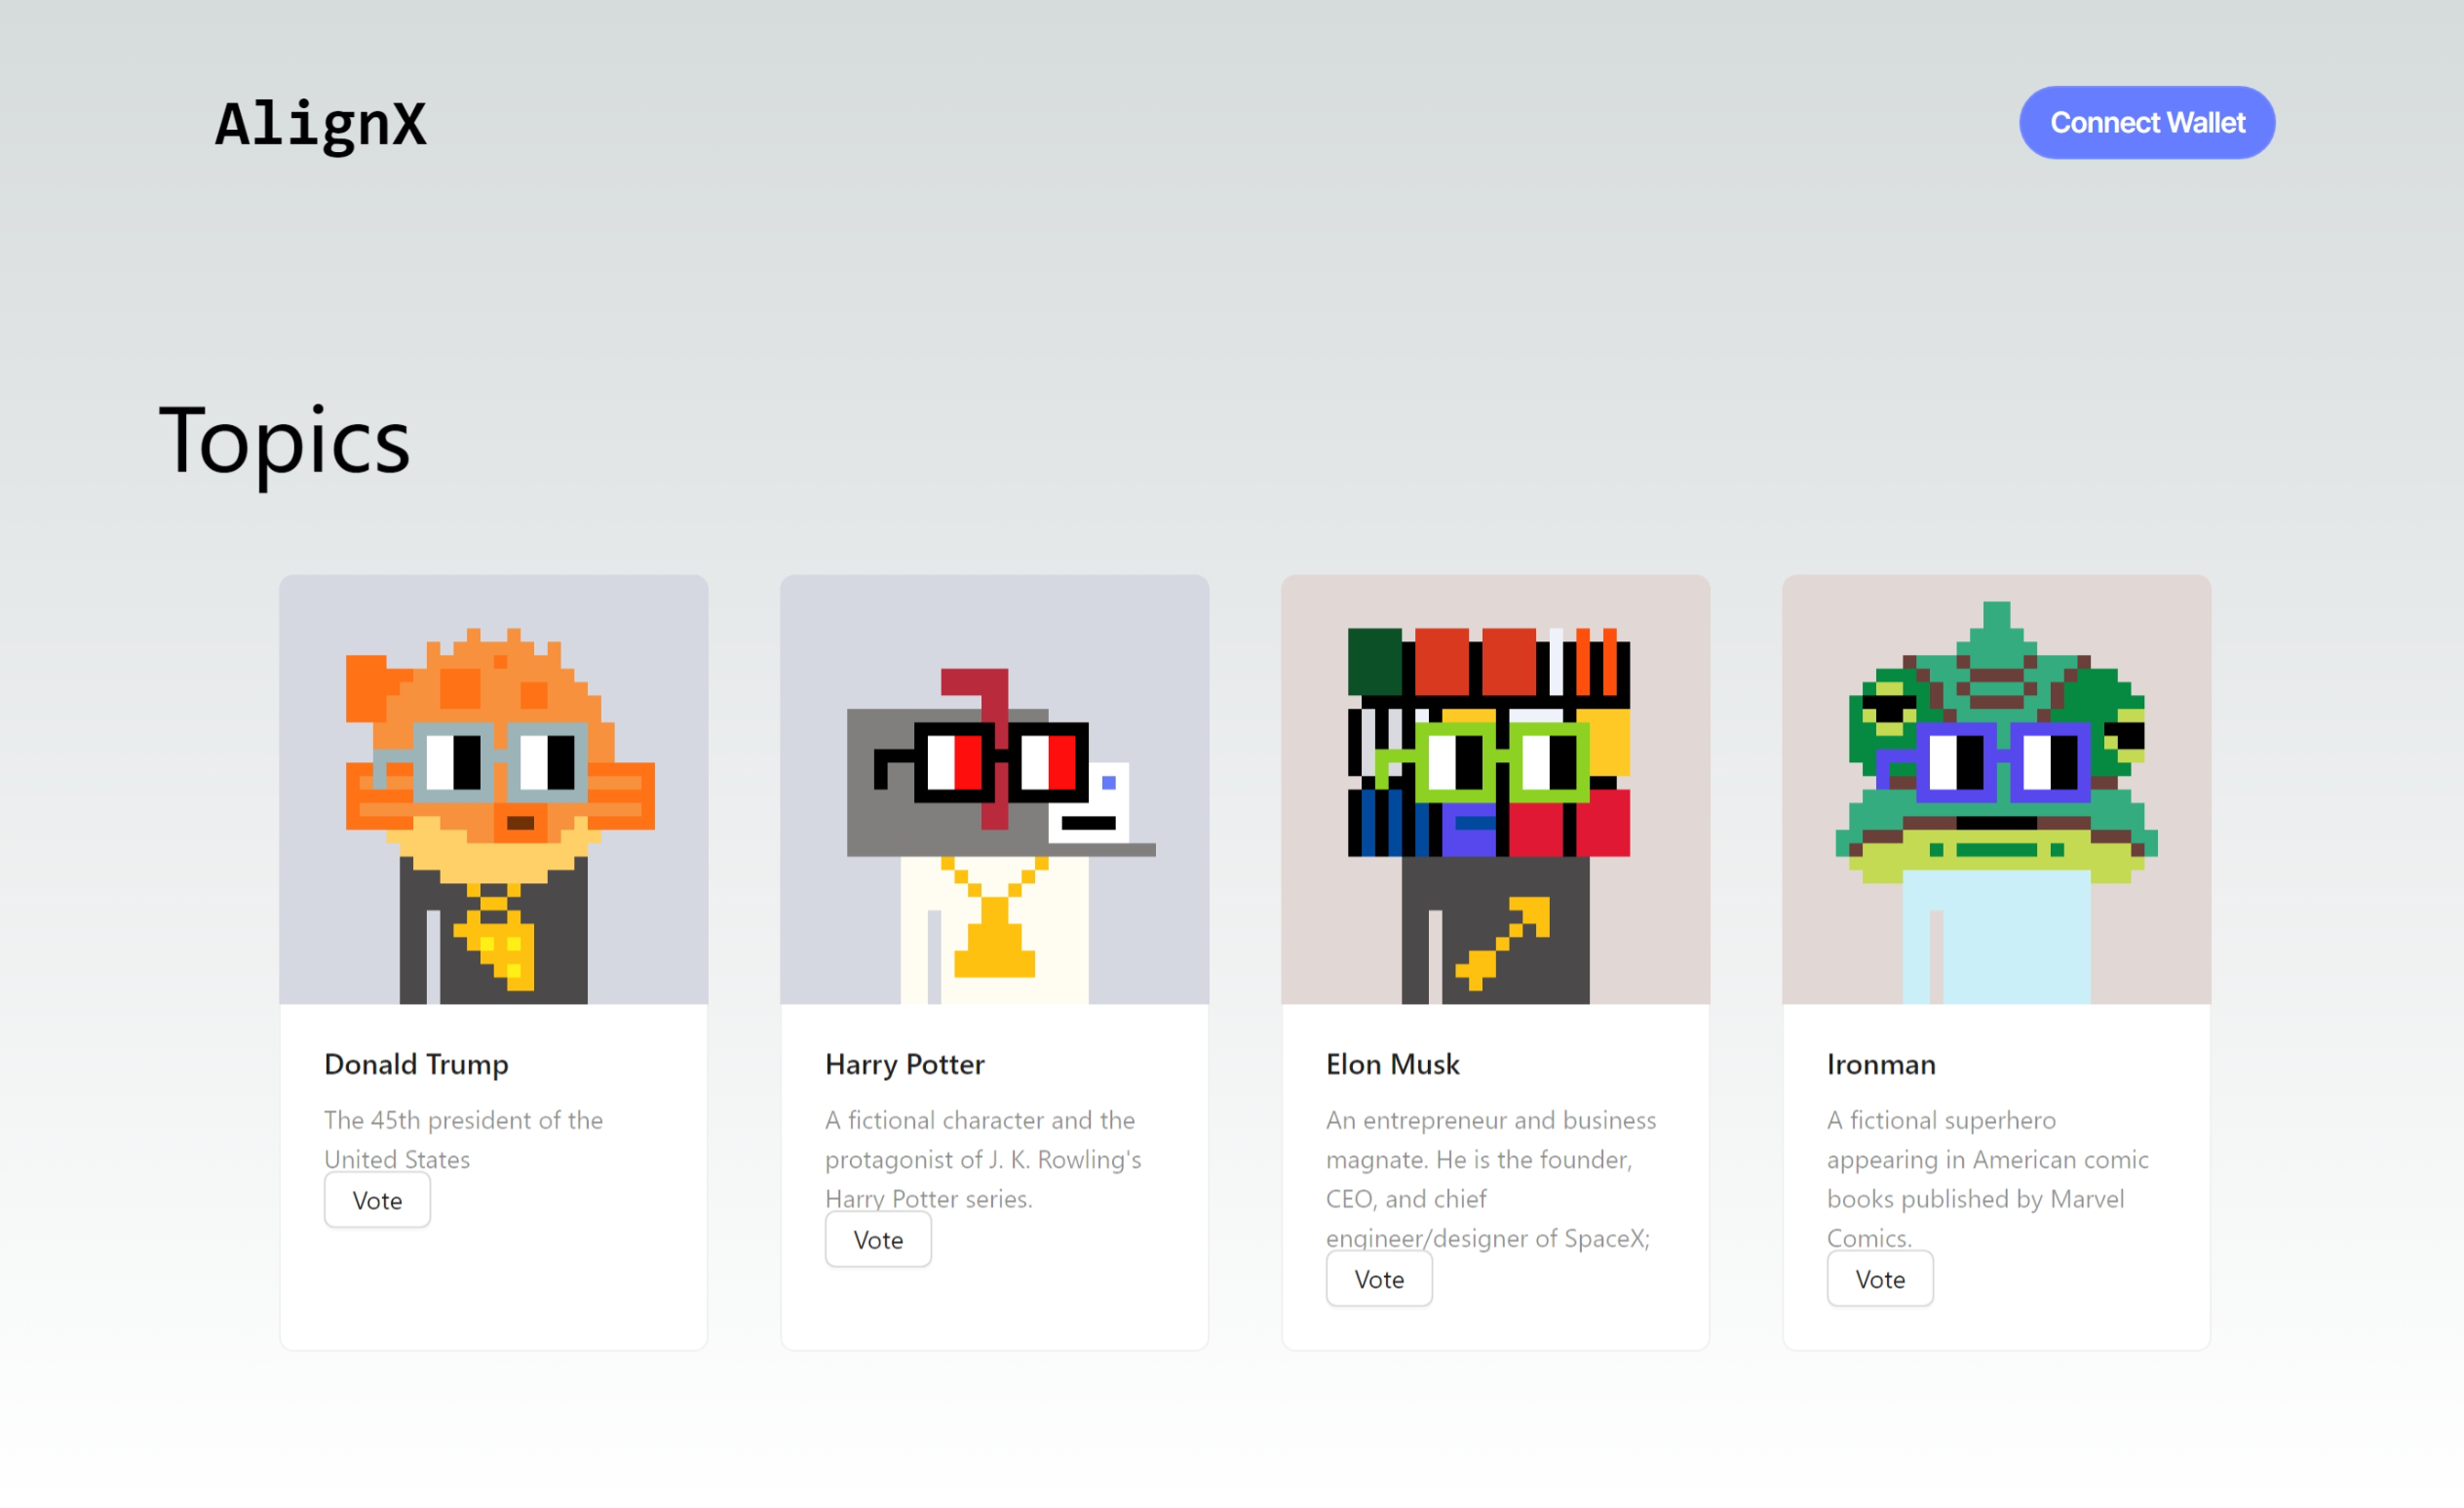 AlignX
Connect Wallet
Topics
Donald Trump
The 45th president of the
United States
Vote
Harry Potter
A fictional character and the
protagonist of J. K. Rowling's
Harry Potter series.
Vote
Elon Musk
An entrepreneur and business
magnate. He is the founder,
CEO, and chief
engineer/designer of SpaceX;
Vote
Ironman
A fictional superhero
appearing in American comic
books published by Marvel
Comics.
Vote